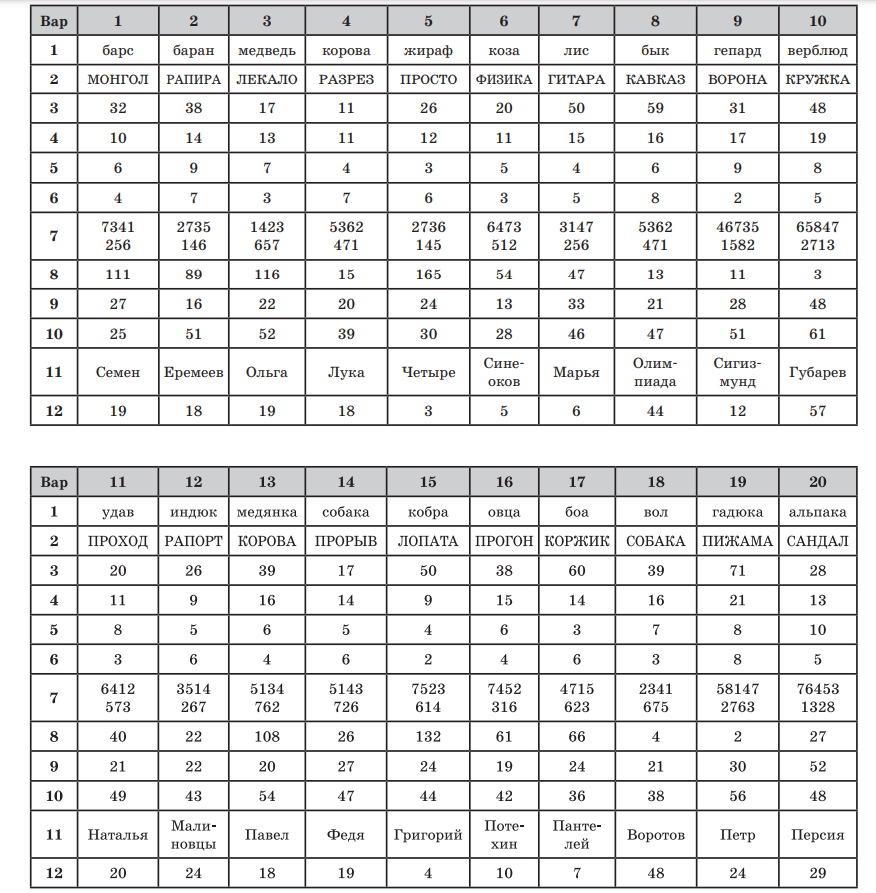 Вар 1 2 3 4 5 6 7 8 9 10
1 барс баран медведь корова жираф коза лис бык гепард верблюд
2 МОНГОЛ РАПИРА ЛЕКАЛО РАЗРЕЗ ПРОСТО ФИЗИКА ГИТАРА КАВКАЗ ВОРОНА КРУЖКА
3 32 38 17 11 26 20 50 59 31 48
4 10 14 13 11 12 11 15 16 17 19
5 6 9 7 4 3 5 4 6 9 8
6 4 7 3 7 6 3 5 8 2 5
7341 2735 1423 5362 2736 6473 3147 5362 46735 65847
7
256 146 657 471 145 512 256 471 1582 2713
8 111 89 116 15 165 54 47 13 11 3
9 27 16 22 20 24 13 33 21 28 48
10 25 51 52 39 30 28 46 47 51 61
Сине- Олим- Сигиз-
11 Семен Еремеев Ольга Лука Четыре Марья Губарев
оков пиада мунд
12 19 18 19 18 3 5 6 44 12 57
Вар 11 12 13 14 15 16 17 18 19 20
1 удав индюк медянка собака кобра овца боа вол гадюка альпака
2 ПРОХОД РАПОРТ КОРОВА ПРОРЫВ ЛОПАТА ПРОГОН КОРЖИК СОБАКА ПИЖАМА САНДАЛ
3 20 26 39 17 50 38 60 39 71 28
4 11 9 16 14 9 15 14 16 21 13
5 8 5 6 5 4 6 3 7 8 10
6 3 6 4 6 2 4 6 3 8 5
6412 3514 5134 5143 7523 7452 4715 2341 58147 76453
7
573 267 762 726 614 316 623 675 2763 1328
8 40 22 108 26 132 61 66 4 2 27
9 21 22 20 27 24 19 24 21 30 52
10 49 43 54 47 44 42 36 38 56 48
Мали- Поте- Панте-
11 Наталья Павел Федя Григорий Воротов Петр Персия
новцы хин лей
12 20 24 18 19 4 10 7 48 24 29